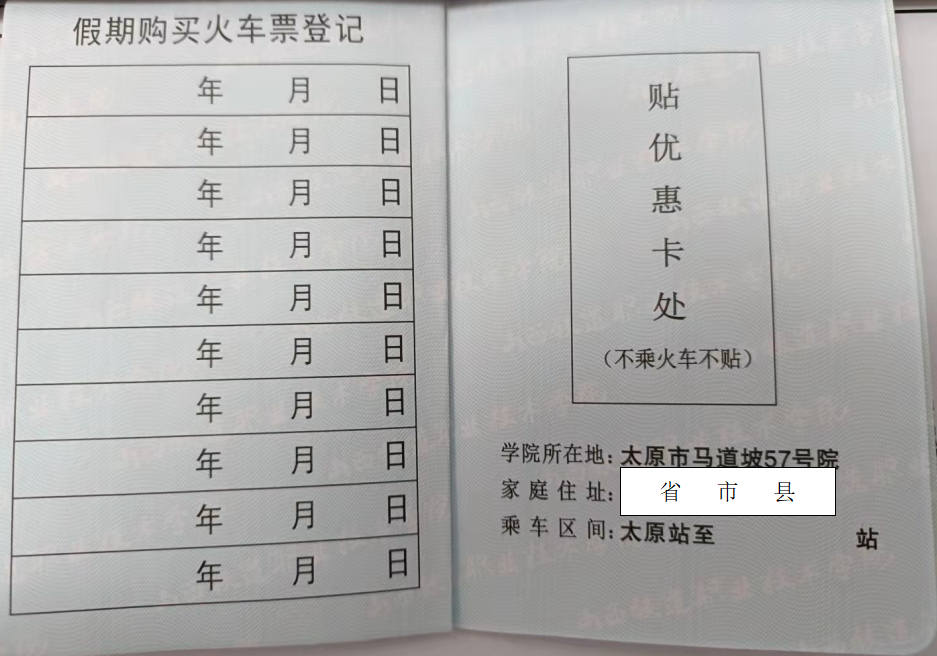 假期购买火车票登记
年 月 日
年 月 日
年 月 日
年 月 日
年 月 日
年 月 日
年 月 日
年 月 日
年 月 日
年 月 日
贴
优
惠
卡
处
（不乘火车不贴）
学院所在地：太原市马道坡57号院
家庭住址： 省 市 县
乘车区间：太原站至 站